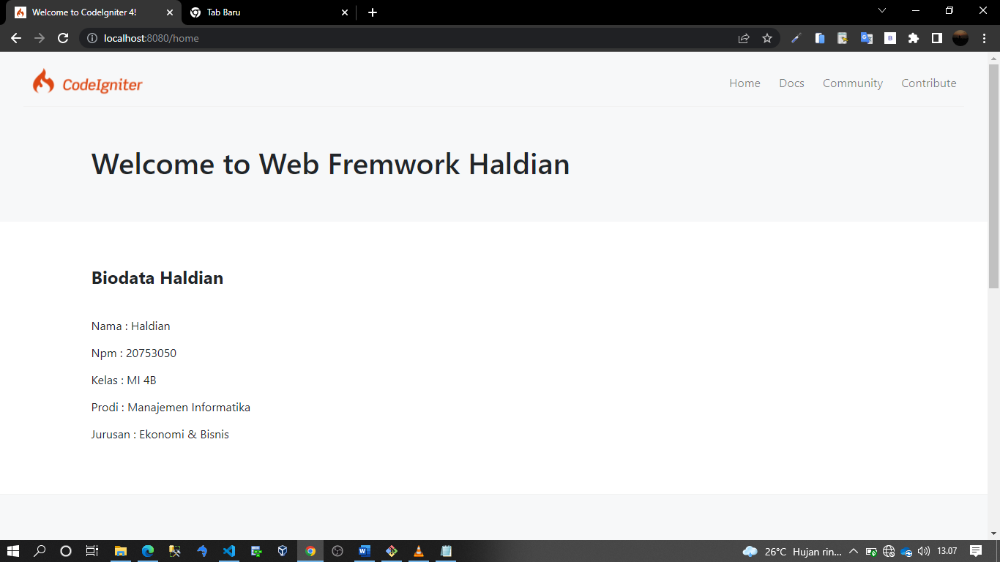 Welcome to CodeIgniter 4!
Tab Baru
localhost:8080/home
CodeIgniter
Home Docs Community Contribute
Welcome to Web Fremwork Haldian
Biodata Haldian
Nama : Haldian
Npm : 20753050
Kelas : MI 4B
Prodi : Manajemen Informatika
Jurusan : Ekonomi & Bisnis
26°C Hujan rin... 13.07